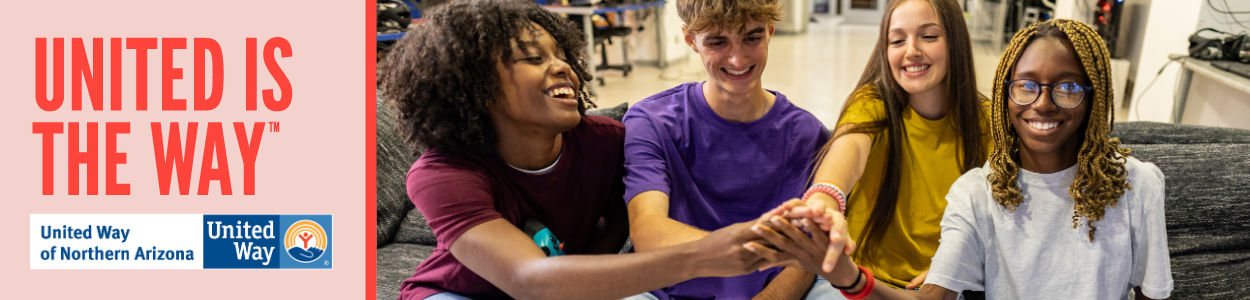 UNITED IS
THE WAY™
United Way
of Northern Arizona
United
Way
®